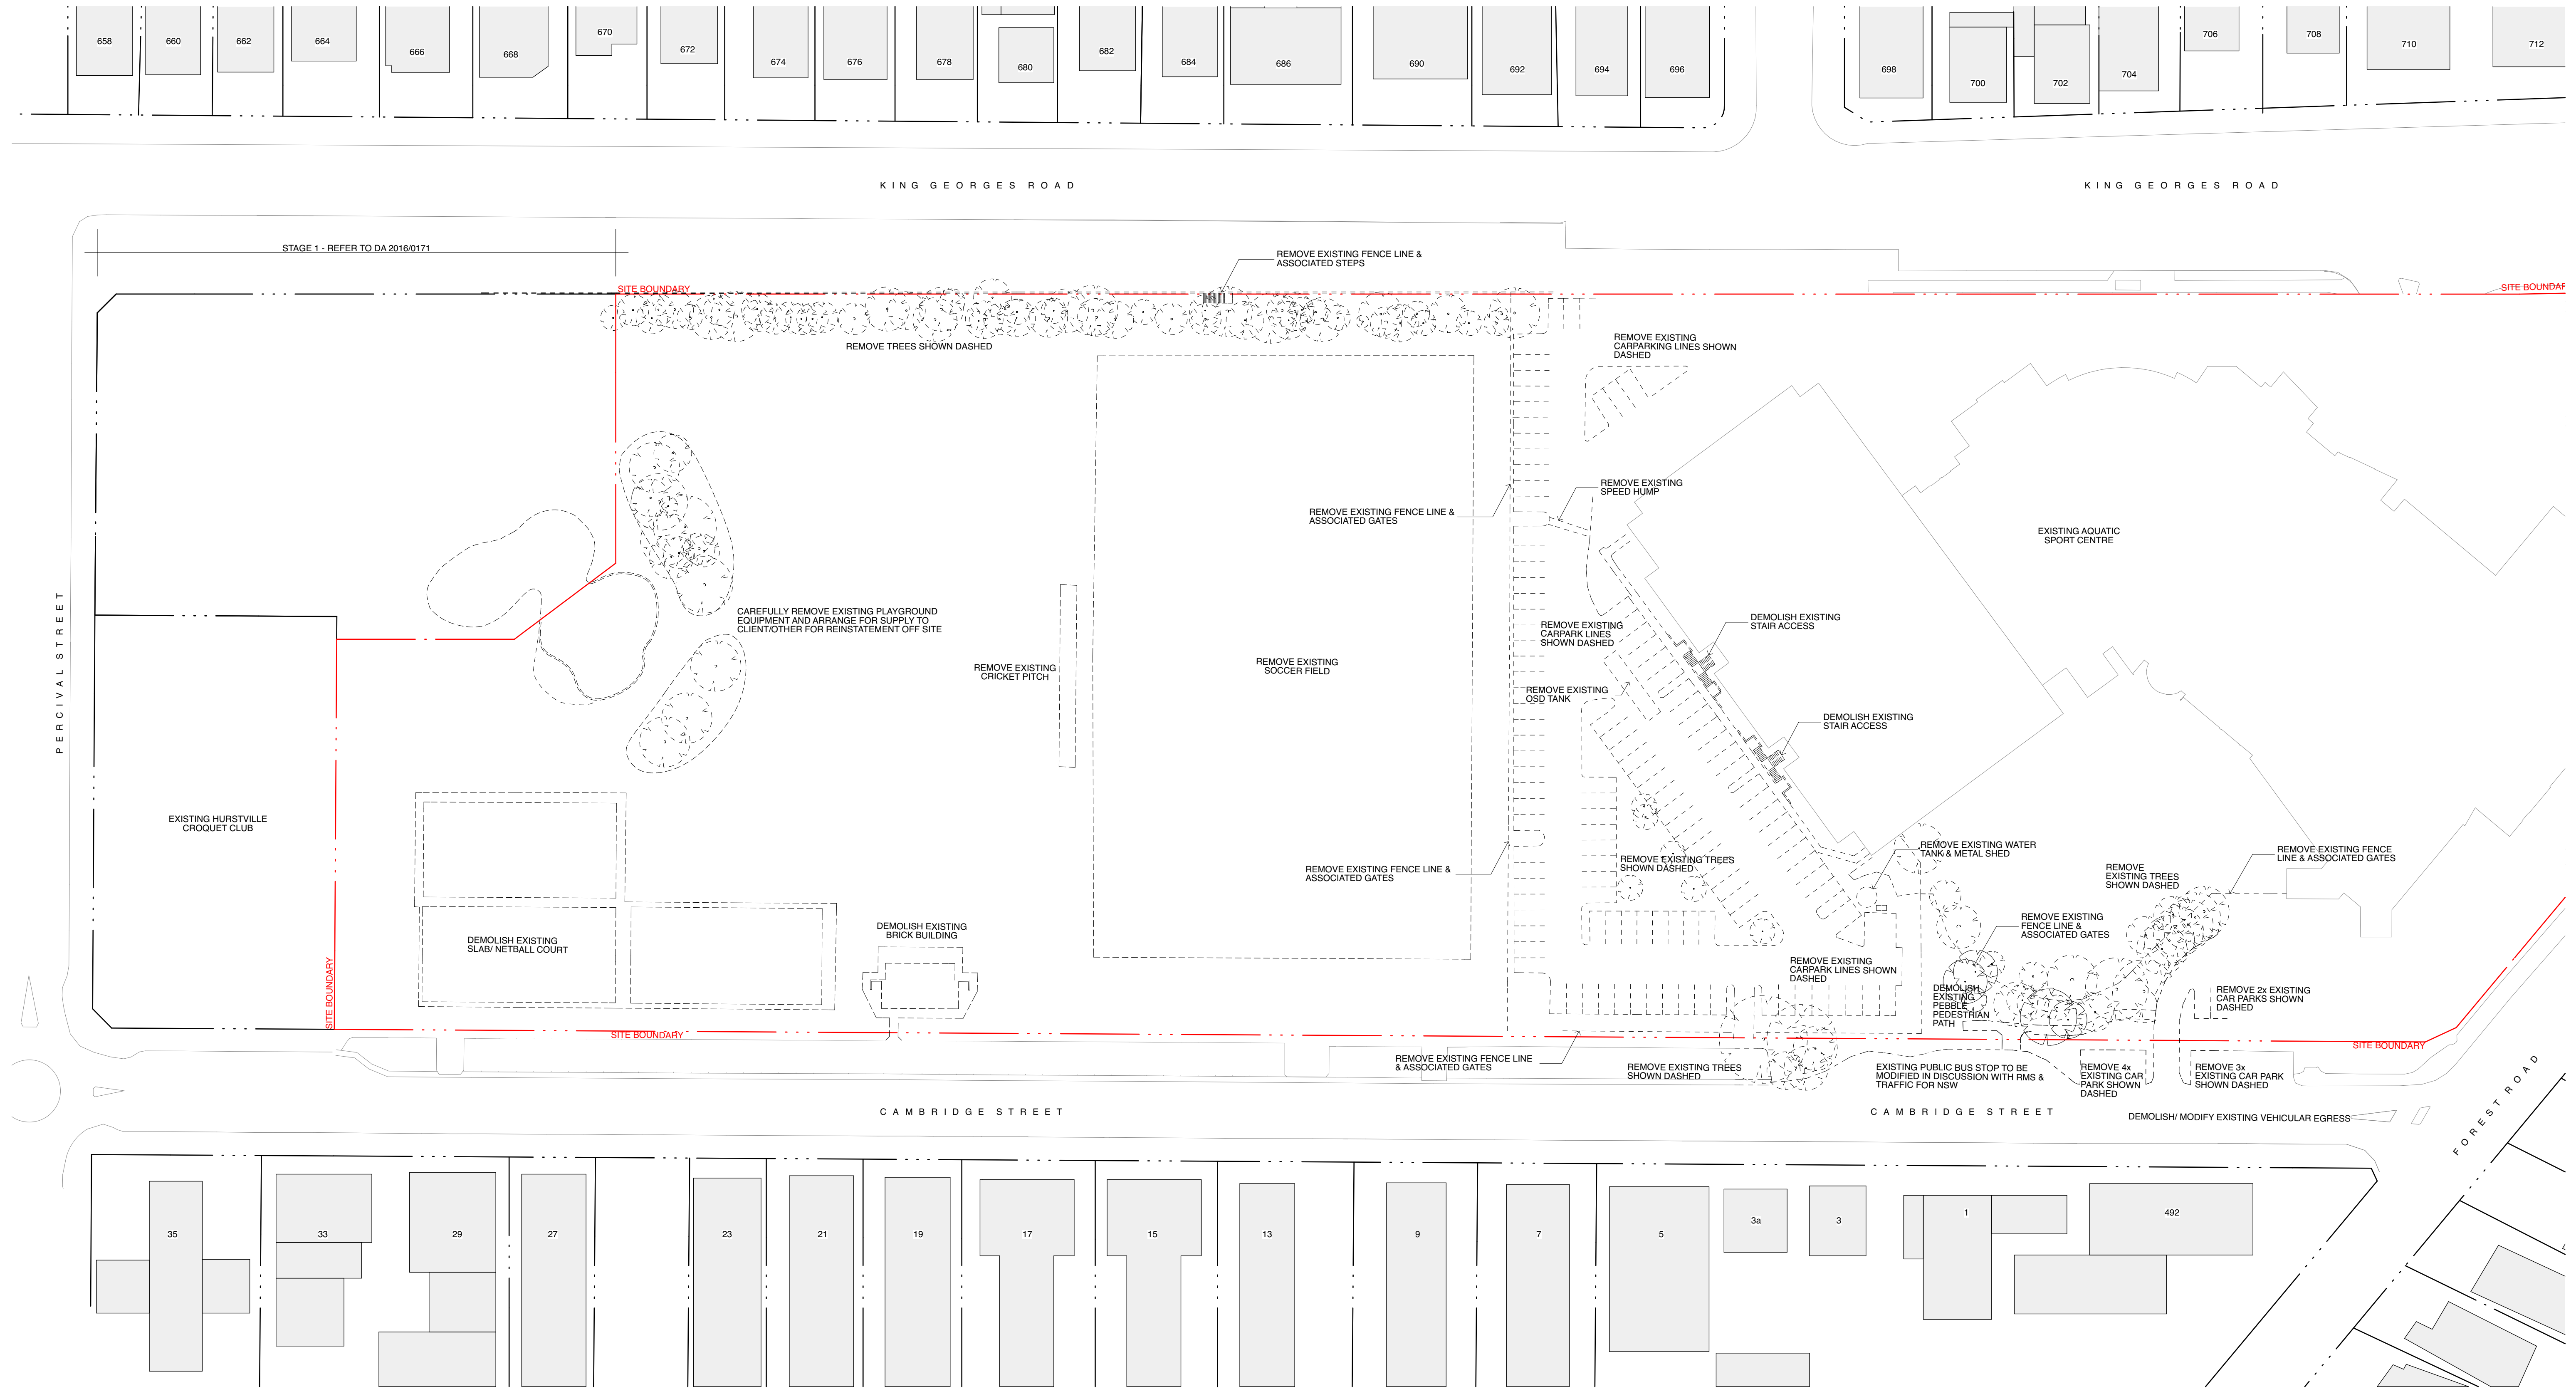 658
660
662
664
666
668
670
672
674
676
678
680
682
684
686
690
692
694
696
698
700
702
704
706
708
710
712
KING GEORGES ROAD
KING GEORGES ROAD
STAGE 1 - REFER TO DA 2016/0171
REMOVE EXISTING FENCE LINE &
ASSOCIATED STEPS
SITE BOUNDARY
SITE BOUNDAR
REMOVE TREES SHOWN DASHED
REMOVE EXISTING
CARPARKING LINES SHOWN
DASHED
REMOVE EXISTING
SPEED HUMP
REMOVE EXISTING FENCE LINE &
ASSOCIATED GATES
EXISTING AQUATIC
SPORT CENTRE
PERCIVAL STREET
CAREFULLY REMOVE EXISTING PLAYGROUND
EQUIPMENT AND ARRANGE FOR SUPPLY TO
CLIENT/OTHER FOR REINSTATEMENT OFF SITE
REMOVE EXISTING
CARPARK LINES
SHOWN DASHED
DEMOLISH EXISTING
STAIR ACCESS
REMOVE EXISTING
CRICKET PITCH
REMOVE EXISTING
SOCCER FIELD
REMOVE EXISTING
OSD TANK
DEMOLISH EXISTING
STAIR ACCESS
EXISTING HURSTVILLE
CROQUET CLUB
REMOVE EXISTING WATER
TANK & METAL SHED
REMOVE EXISTING FENCE
LINE & ASSOCIATED GATES
REMOVE EXISTING FENCE LINE &
ASSOCIATED GATES
REMOVE EXISTING TREES
SHOWN DASHED
REMOVE
EXISTING TREES
SHOWN DASHED
DEMOLISH EXISTING
SLAB/ NETBALL COURT
DEMOLISH EXISTING
BRICK BUILDING
REMOVE EXISTING
FENCE LINE &
ASSOCIATED GATES
REMOVE EXISTING
CARPARK LINES SHOWN
DASHED
DEMOLISH
EXISTING
PEBBLE
PEDESTRIAN
PATH
REMOVE 2x EXISTING
CAR PARKS SHOWN
DASHED
SITE BOUNDARY
SITE BOUNDARY
SITE BOUNDARY
REMOVE EXISTING FENCE LINE
& ASSOCIATED GATES
REMOVE EXISTING TREES
SHOWN DASHED
EXISTING PUBLIC BUS STOP TO BE
MODIFIED IN DISCUSSION WITH RMS &
TRAFFIC FOR NSW
REMOVE 4x
EXISTING CAR
PARK SHOWN
DASHED
REMOVE 3x
EXISTING CAR PARK
SHOWN DASHED
CAMBRIDGE STREET
CAMBRIDGE STREET
DEMOLISH/ MODIFY EXISTING VEHICULAR EGRESS
FOREST ROAD
35
33
29
27
23
21
19
17
15
13
9
7
5
3a
3
1
492